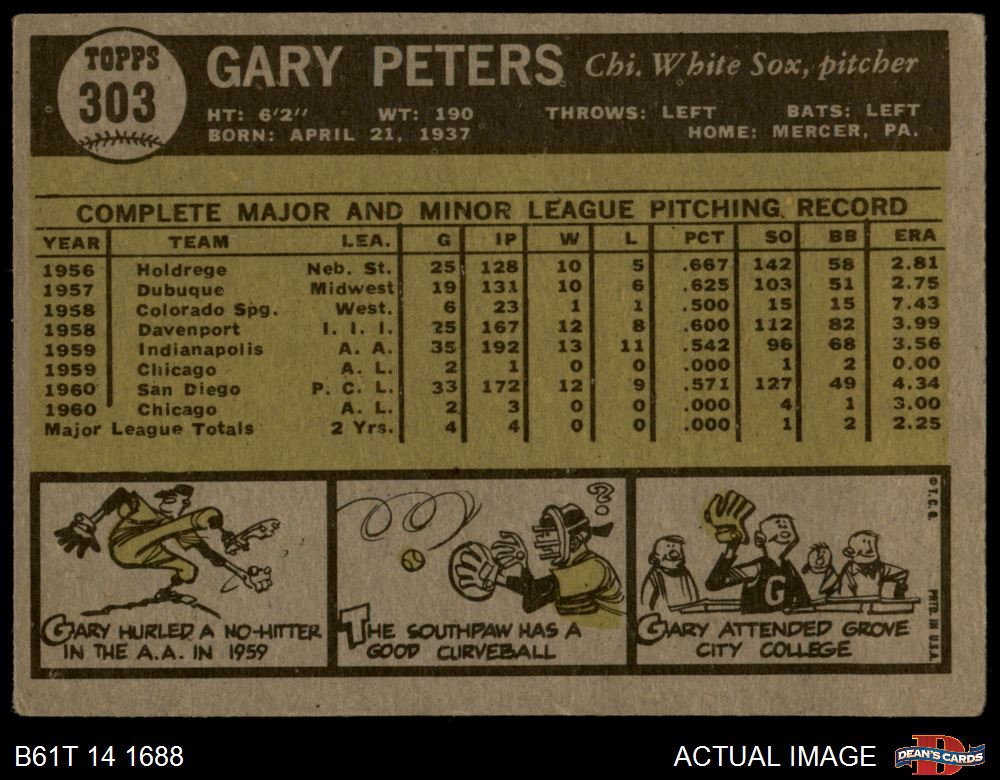 TOPPS
303
GARY PETERS Chi. White Sox, pitcher
HT: 6'2" WT: 190 THROWS: LEFT BATS: LEFT
BORN: APRIL 21, 1937 HOME: MERCER, PA.
COMPLETE MAJOR AND MINOR LEAGUE PITCHING RECORD
YEAR TEAM LEA. G IP W L PCT SO BB ERA
1956 Holdrege Neb. St. 25 128 10 5 .667 142 58 2.81
1957 Dubuque Midwest 19 131 10 6 .625 103 51 2.75
1958 Colorado Spg. West. 6 23 1 1 .500 15 15 7.43
1958 Davenport I. I. I. 25 167 12 8 .600 112 82 3.99
1959 Indianapolis A. A. 35 192 13 11 .542 96 68 3.56
1959 Chicago A. L. 2 1 0 0 .000 1 2 0.00
1960 San Diego P. C. L. 33 172 12 9 .571 127 49 4.34
1960 Chicago A. L. 2 3 0 0 .000 4 1 3.00
Major League Totals 2 Yrs. 4 4 0 0 .000 1 2 2.25
GARY HURLED A NO-HITTER
IN THE A.A. IN 1959
?
THE SOUTHPAW HAS A
GOOD CURVEBALL
G
GARY ATTENDED GROVE
CITY COLLEGE
© T. C. G.
PRTD. IN U.S.A.
B61T 14 1688
ACTUAL IMAGE
D
DEAN'S CARDS